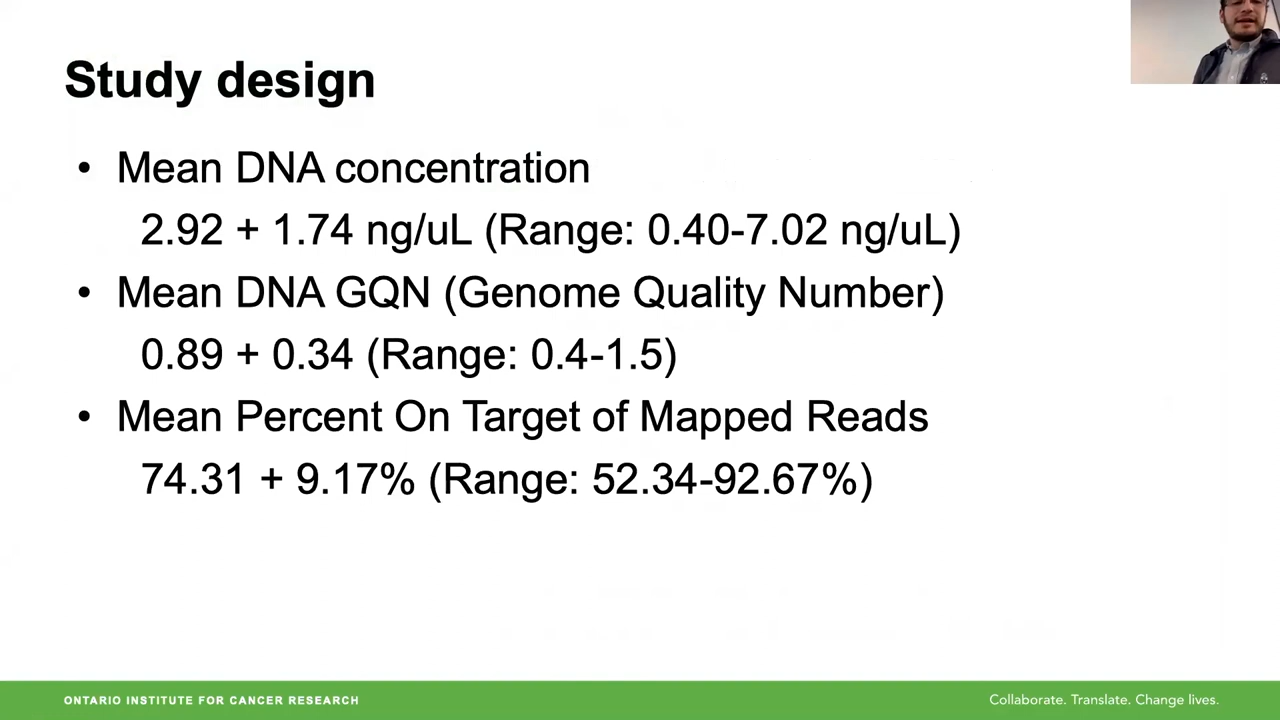 Study design
• Mean DNA concentration
2.92 + 1.74 ng/uL (Range: 0.40-7.02 ng/uL)
• Mean DNA GQN (Genome Quality Number)
0.89 + 0.34 (Range: 0.4-1.5)
• Mean Percent On Target of Mapped Reads
74.31 + 9.17% (Range: 52.34-92.67%)
ONTARIO INSTITUTE FOR CANCER RESEARCH
Collaborate. Translate. Change lives.